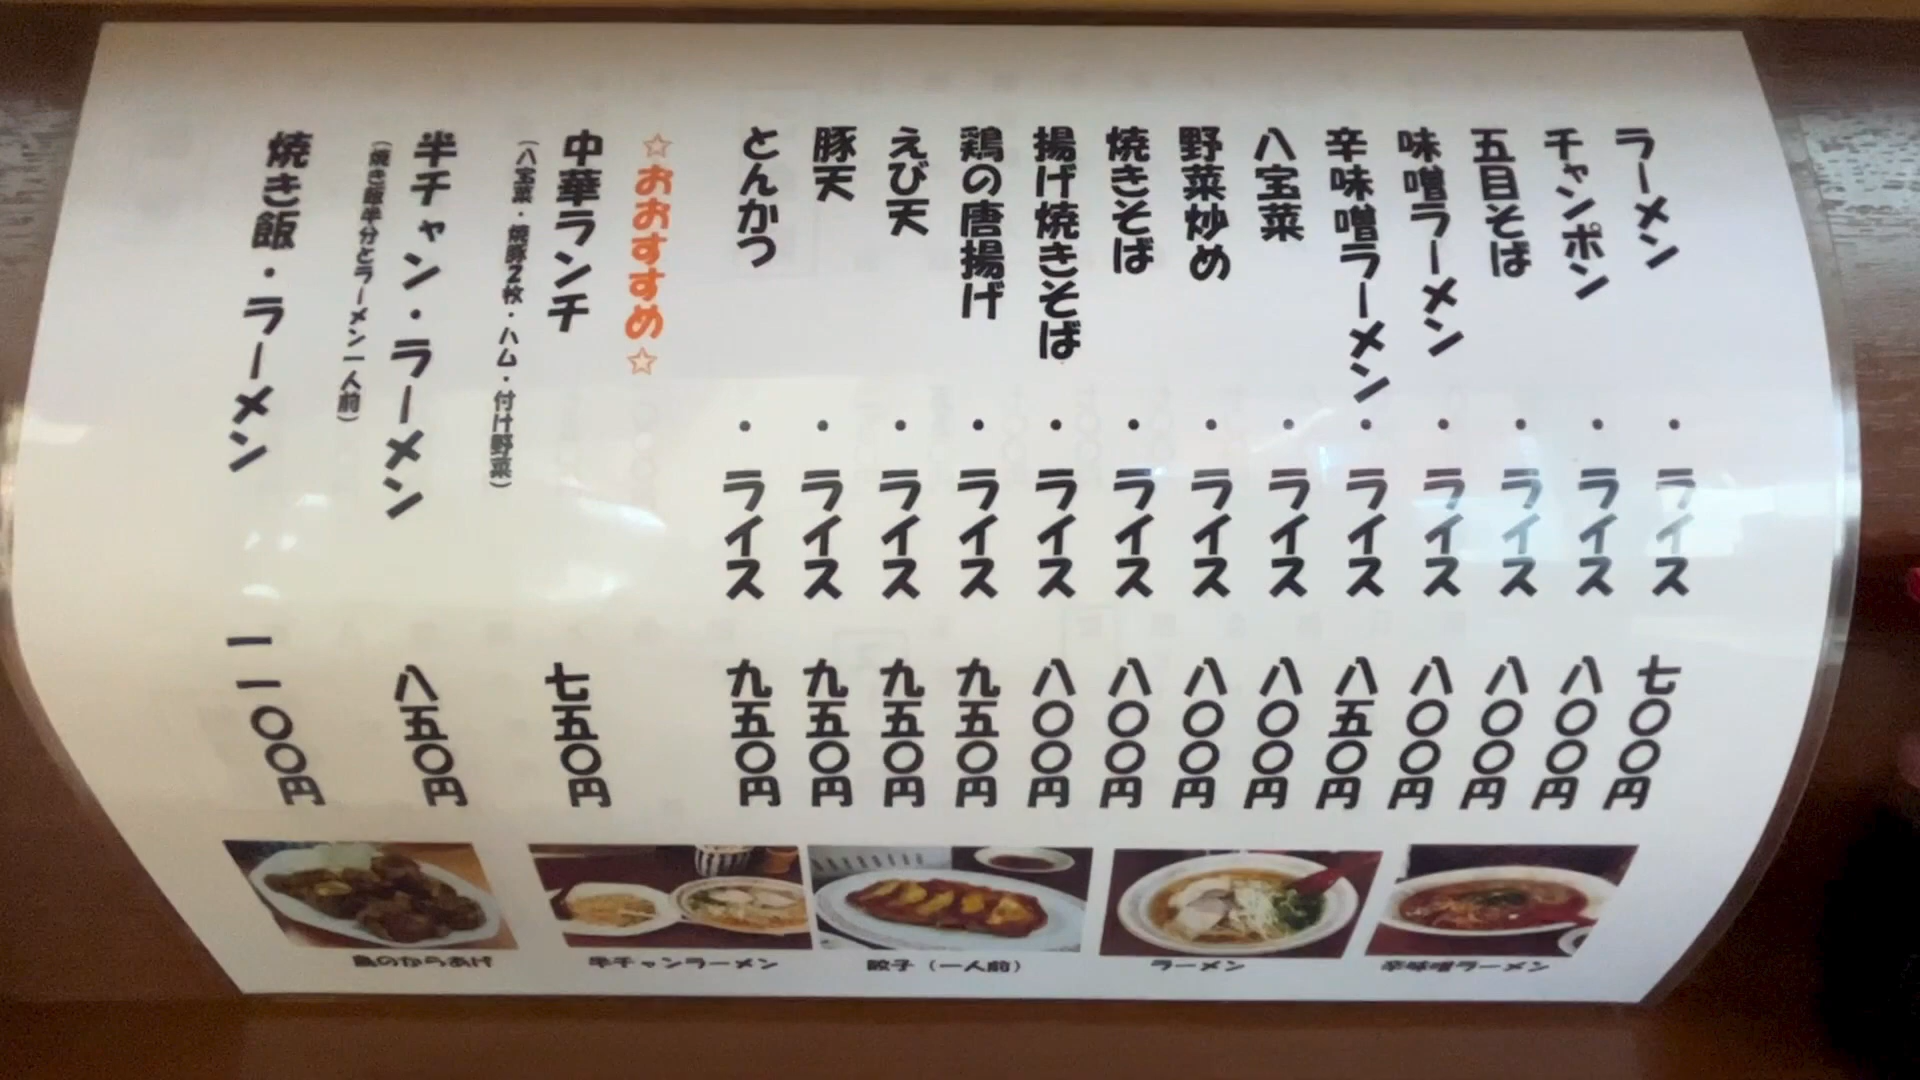 ラーメン・ライス 七〇〇円
チャンポン・ライス 八〇〇円
五目そば・ライス 八〇〇円
味噌ラーメン・ライス 八〇〇円
辛味噌ラーメン・ライス 八五〇円
八宝菜・ライス 八〇〇円
野菜炒め・ライス 八〇〇円
焼きそば・ライス 八〇〇円
揚げ焼きそば・ライス 八〇〇円
鶏の唐揚げ・ライス 九五〇円
えび天・ライス 九五〇円
豚天・ライス 九五〇円
とんかつ・ライス 九五〇円
☆おおすすめ☆
中華ランチ 七五〇円
(八宝菜・焼豚2枚・ハム・付け野菜)
半チャン・ラーメン 八五〇円
(焼き飯半分とラーメン一人前)
焼き飯・ラーメン 一一〇〇円
鳥のからあげ
半チャンラーメン
餃子(一人前)
ラーメン
辛味噌ラーメン